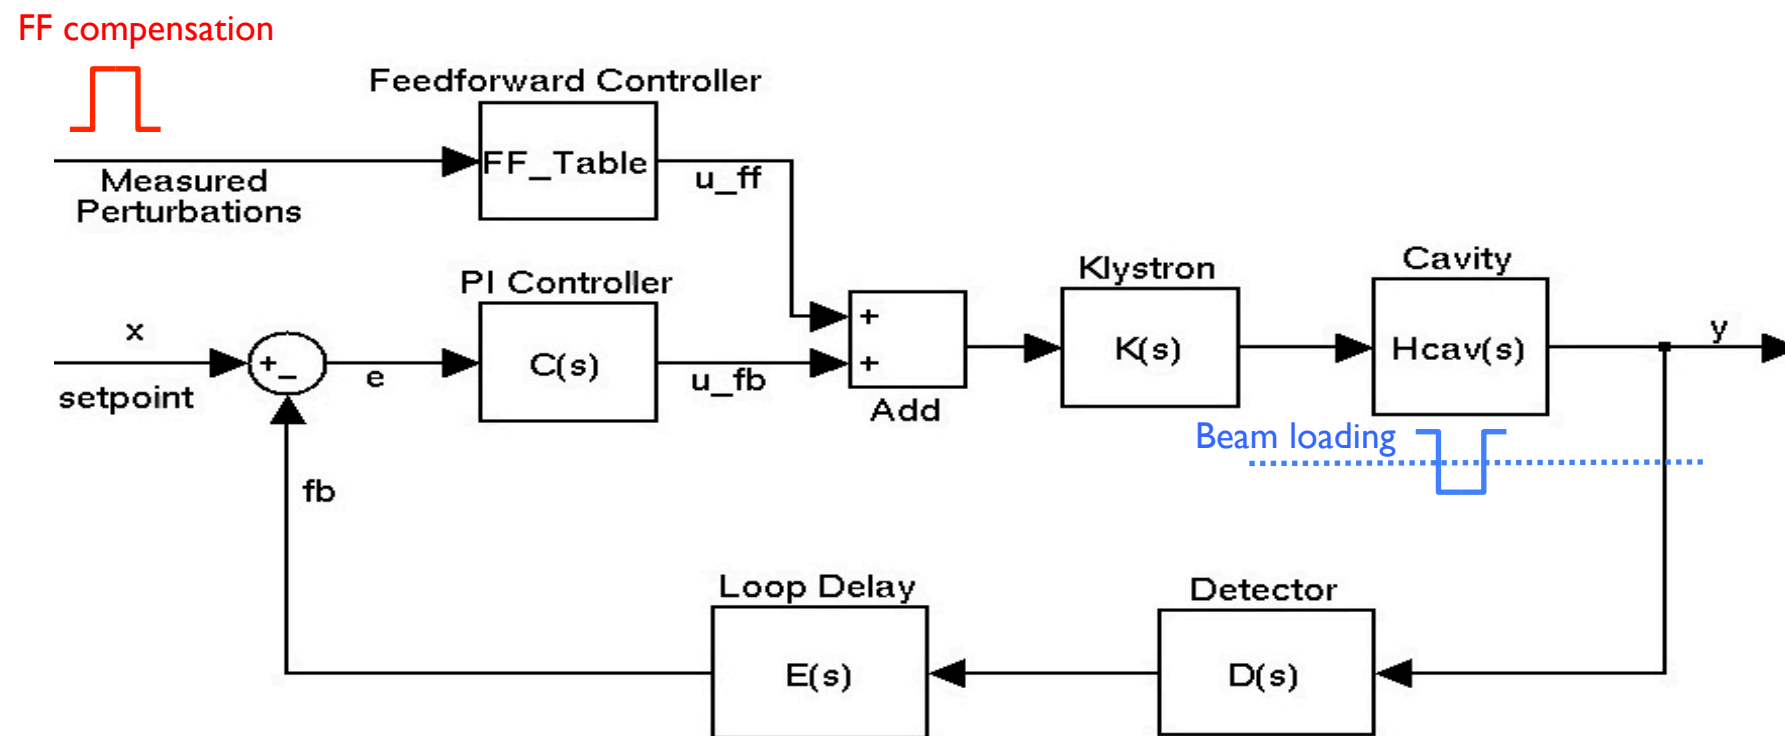 FF compensation
Feedforward Controller
FF_Table
Measured
Perturbations
u_ff
PI Controller
Klystron
Cavity
x
setpoint
+
_
e
C(s)
u_fb
+
+
Add
K(s)
Hcav(s)
y
Beam loading
fb
Loop Delay
Detector
E(s)
D(s)